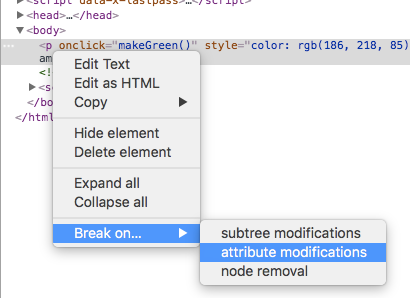 ▶<script data-x-lastpass>…</script>
▶<head>…</head>
▼<body>
<p onclick="makeGreen()" style="color: rgb(186, 218, 85)
am
<!
▶<s
</bo
</html
Edit Text
Edit as HTML
Copy ▶
Hide element
Delete element
Expand all
Collapse all
Break on... ▶
subtree modifications
attribute modifications
node removal